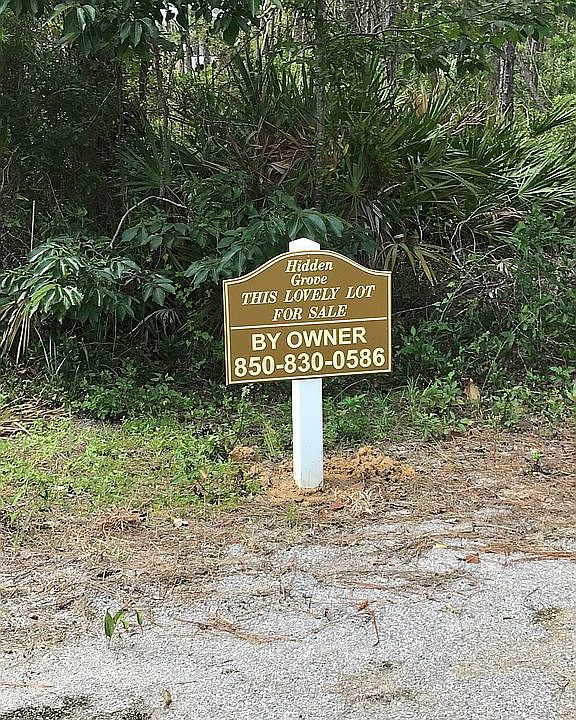 Hidden
Grove
THIS LOVELY LOT
FOR SALE
BY OWNER
850-830-0586